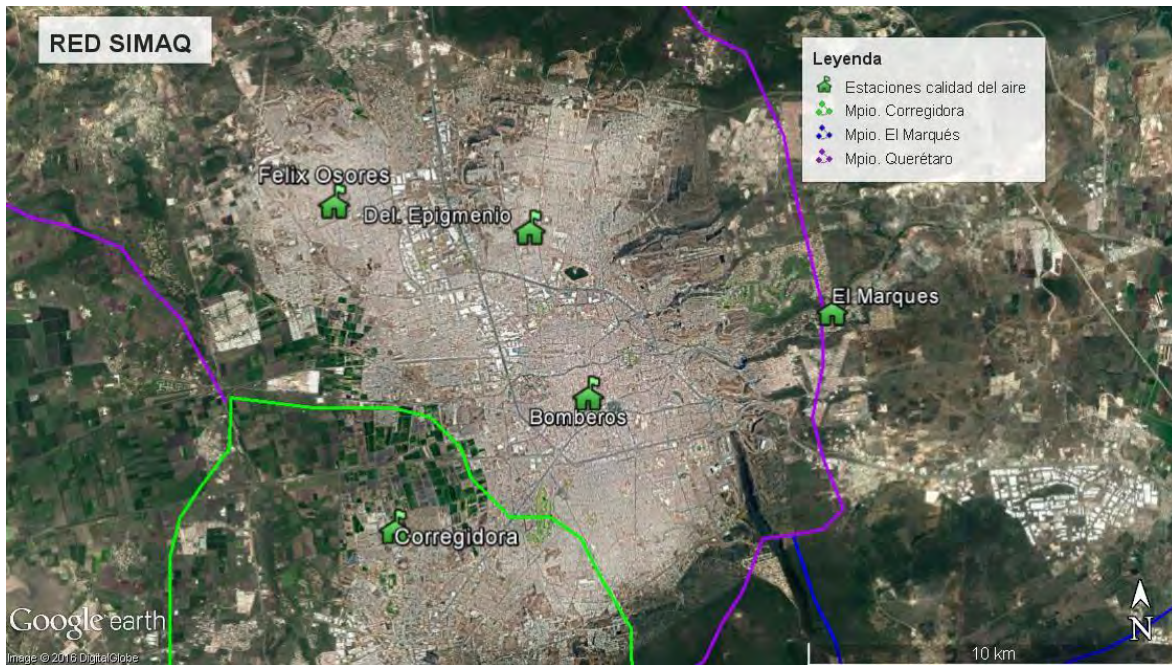 RED SIMAQ
Leyenda
Estaciones calidad del aire
Mpio. Corregidora
Mpio. El Marqués
Mpio. Querétaro
Felix Osores
Del. Epigmenio
El Marques
Bomberos
Corregidora
Google earth
Image © 2016 DigitalGlobe
N
10 km